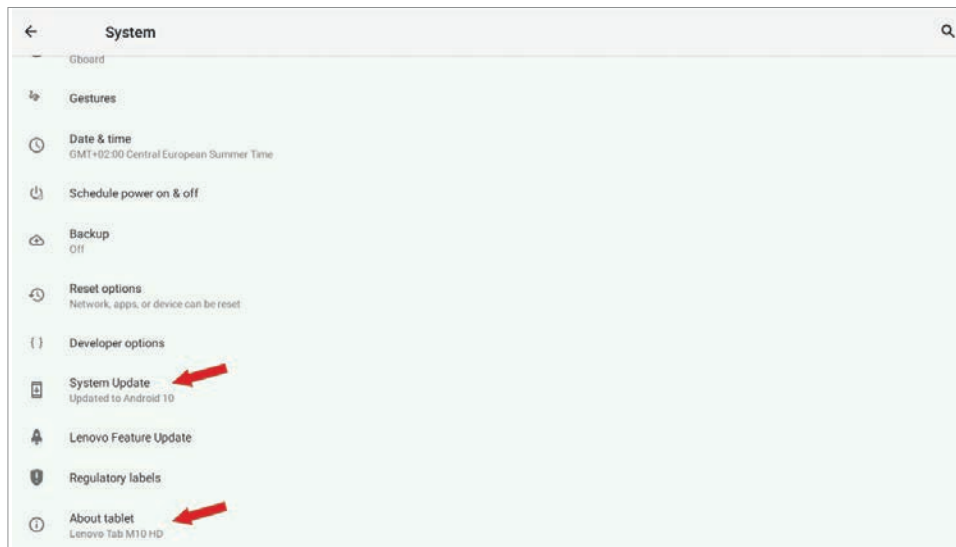 System
Gboard
Gestures
Date & time
GMT+02:00 Central European Summer Time
Schedule power on & off
Backup
Off
Reset options
Network, apps, or device can be reset
{ } Developer options
System Update
Updated to Android 10
Lenovo Feature Update
Regulatory labels
About tablet
Lenovo Tab M10 HD